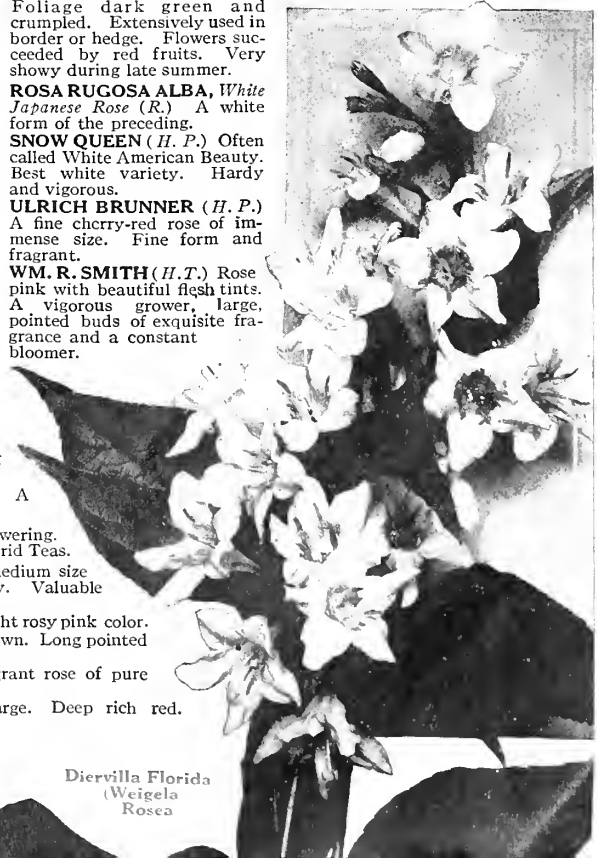 Foliage dark green and
crumpled. Extensively used in
border or hedge. Flowers suc-
ceeded by red fruits. Very
showy during late summer.
ROSA RUGOSA ALBA, White
Japanese Rose (R.) A white
form of the preceding.
SNOW QUEEN (H. P.) Often
called White American Beauty.
Best white variety. Hardy
and vigorous.
ULRICH BRUNNER (H. P.)
A fine cherry-red rose of im-
mense size. Fine form and
fragrant.
WM. R. SMITH (H.T.) Rose
pink with beautiful flesh tints.
A vigorous grower, large,
pointed buds of exquisite fra-
grance and a constant
bloomer.
A
wering.
rid Teas.
edium size
Valuable
ht rosy pink color.
wn. Long pointed
rant rose of pure
arge. Deep rich red.
Diervilla Florida
(Weigela
Rosea